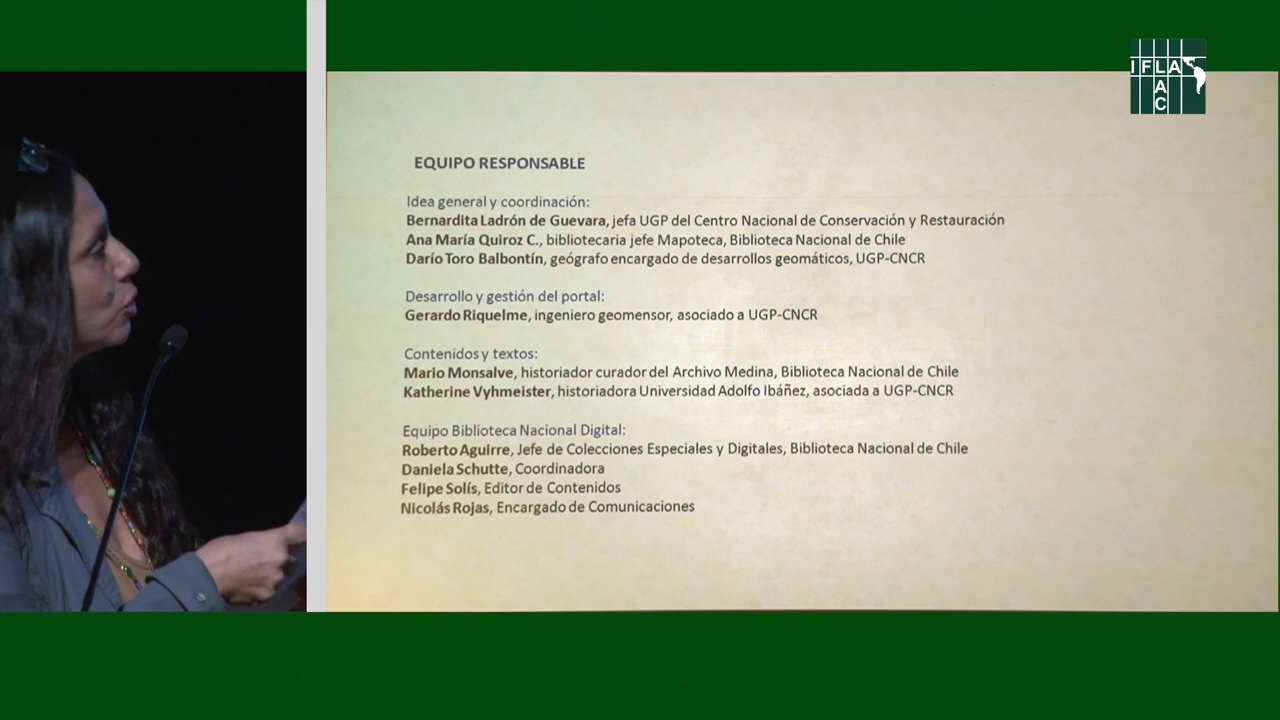 IFLA
LAC
EQUIPO RESPONSABLE
Idea general y coordinación:
Bernardita Ladrón de Guevara, jefa UGP del Centro Nacional de Conservación y Restauración
Ana María Quiroz C., bibliotecaria jefe Mapoteca, Biblioteca Nacional de Chile
Darío Toro Balbontín, geógrafo encargado de desarrollos geomáticos, UGP-CNCR
Desarrollo y gestión del portal:
Gerardo Riquelme, ingeniero geomensor, asociado a UGP-CNCR
Contenidos y textos:
Mario Monsalve, historiador curador del Archivo Medina, Biblioteca Nacional de Chile
Katherine Vyhmeister, historiadora Universidad Adolfo Ibáñez, asociada a UGP-CNCR
Equipo Biblioteca Nacional Digital:
Roberto Aguirre, Jefe de Colecciones Especiales y Digitales, Biblioteca Nacional de Chile
Daniela Schutte, Coordinadora
Felipe Solís, Editor de Contenidos
Nicolás Rojas, Encargado de Comunicaciones